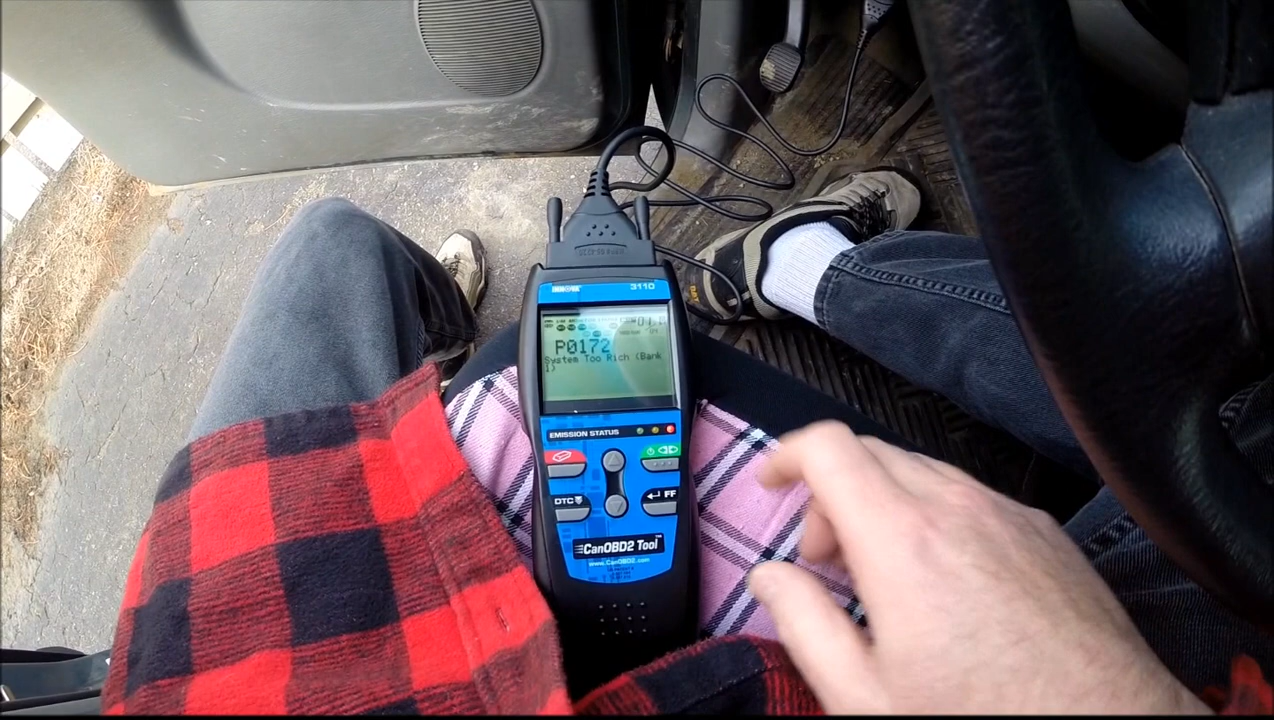 3110
P0172
System Too Rich (Bank
1)
EMISSION STATUS
DTC
FF
CanOBD2 Tool
www.CanOBD2.com